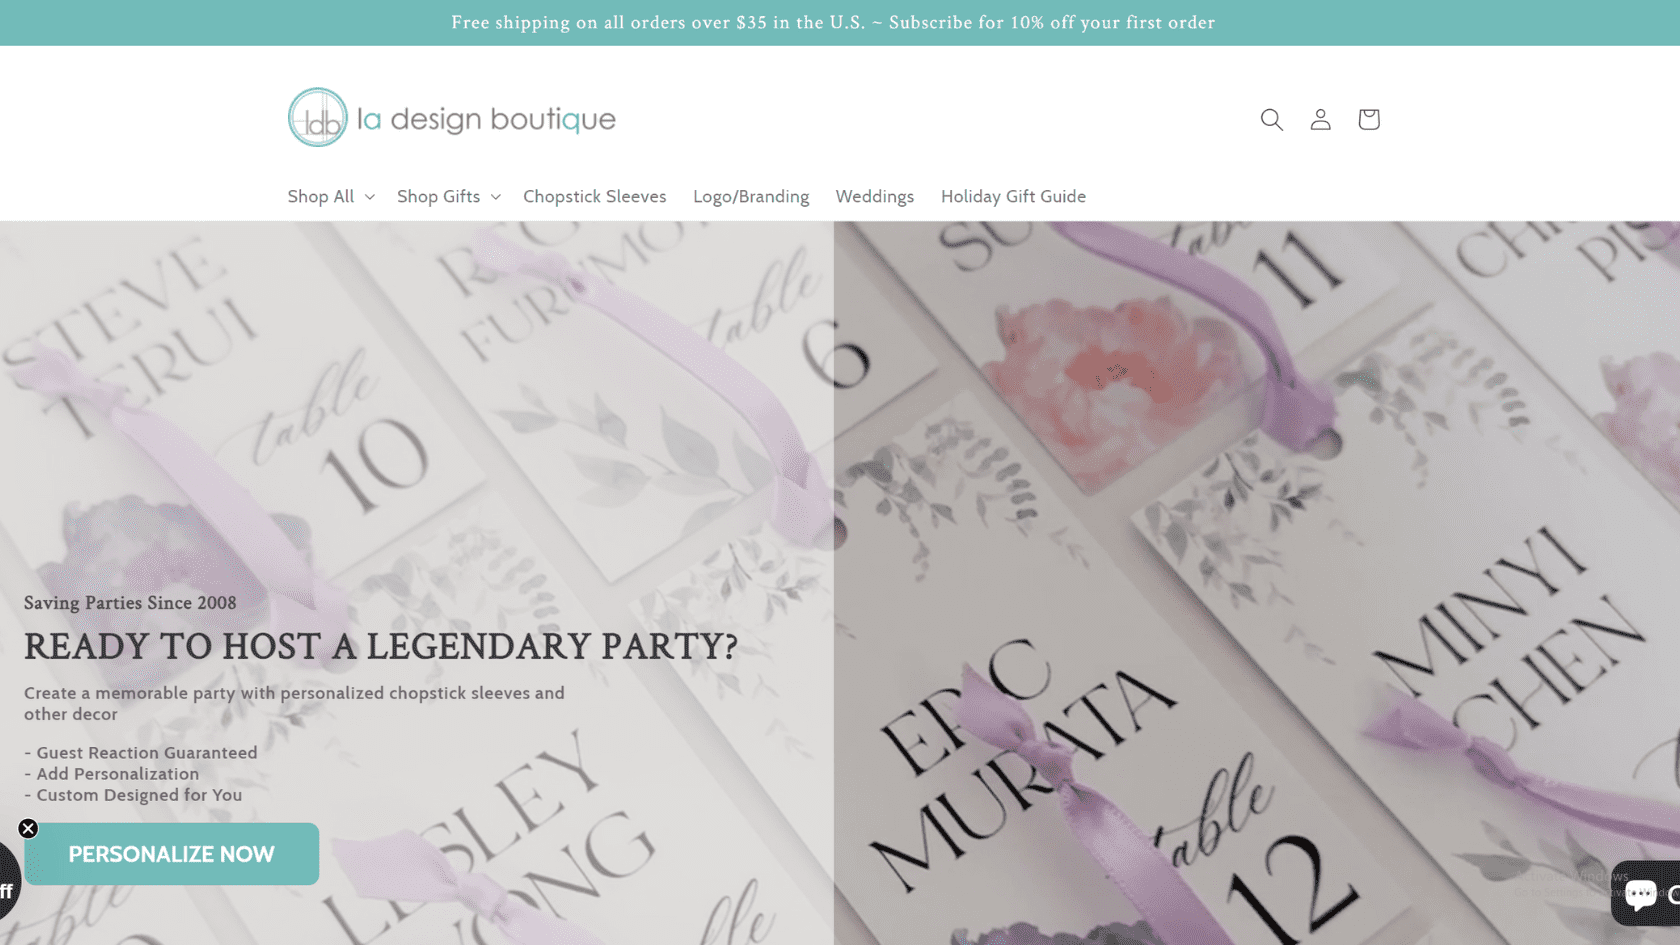 Free shipping on all orders over $35 in the U.S. ~ Subscribe for 10% off your first order
ldb la design boutique
Shop All Shop Gifts Chopstick Sleeves Logo/Branding Weddings Holiday Gift Guide
STEVE
TERUI
table
10
table
6
table
11
MINYI
CHEN
ERIC
MURATA
table
12
Saving Parties Since 2008
READY TO HOST A LEGENDARY PARTY?
Create a memorable party with personalized chopstick sleeves and
other decor
- Guest Reaction Guaranteed
- Add Personalization
- Custom Designed for You
PERSONALIZE NOW
ff
Activate Windows